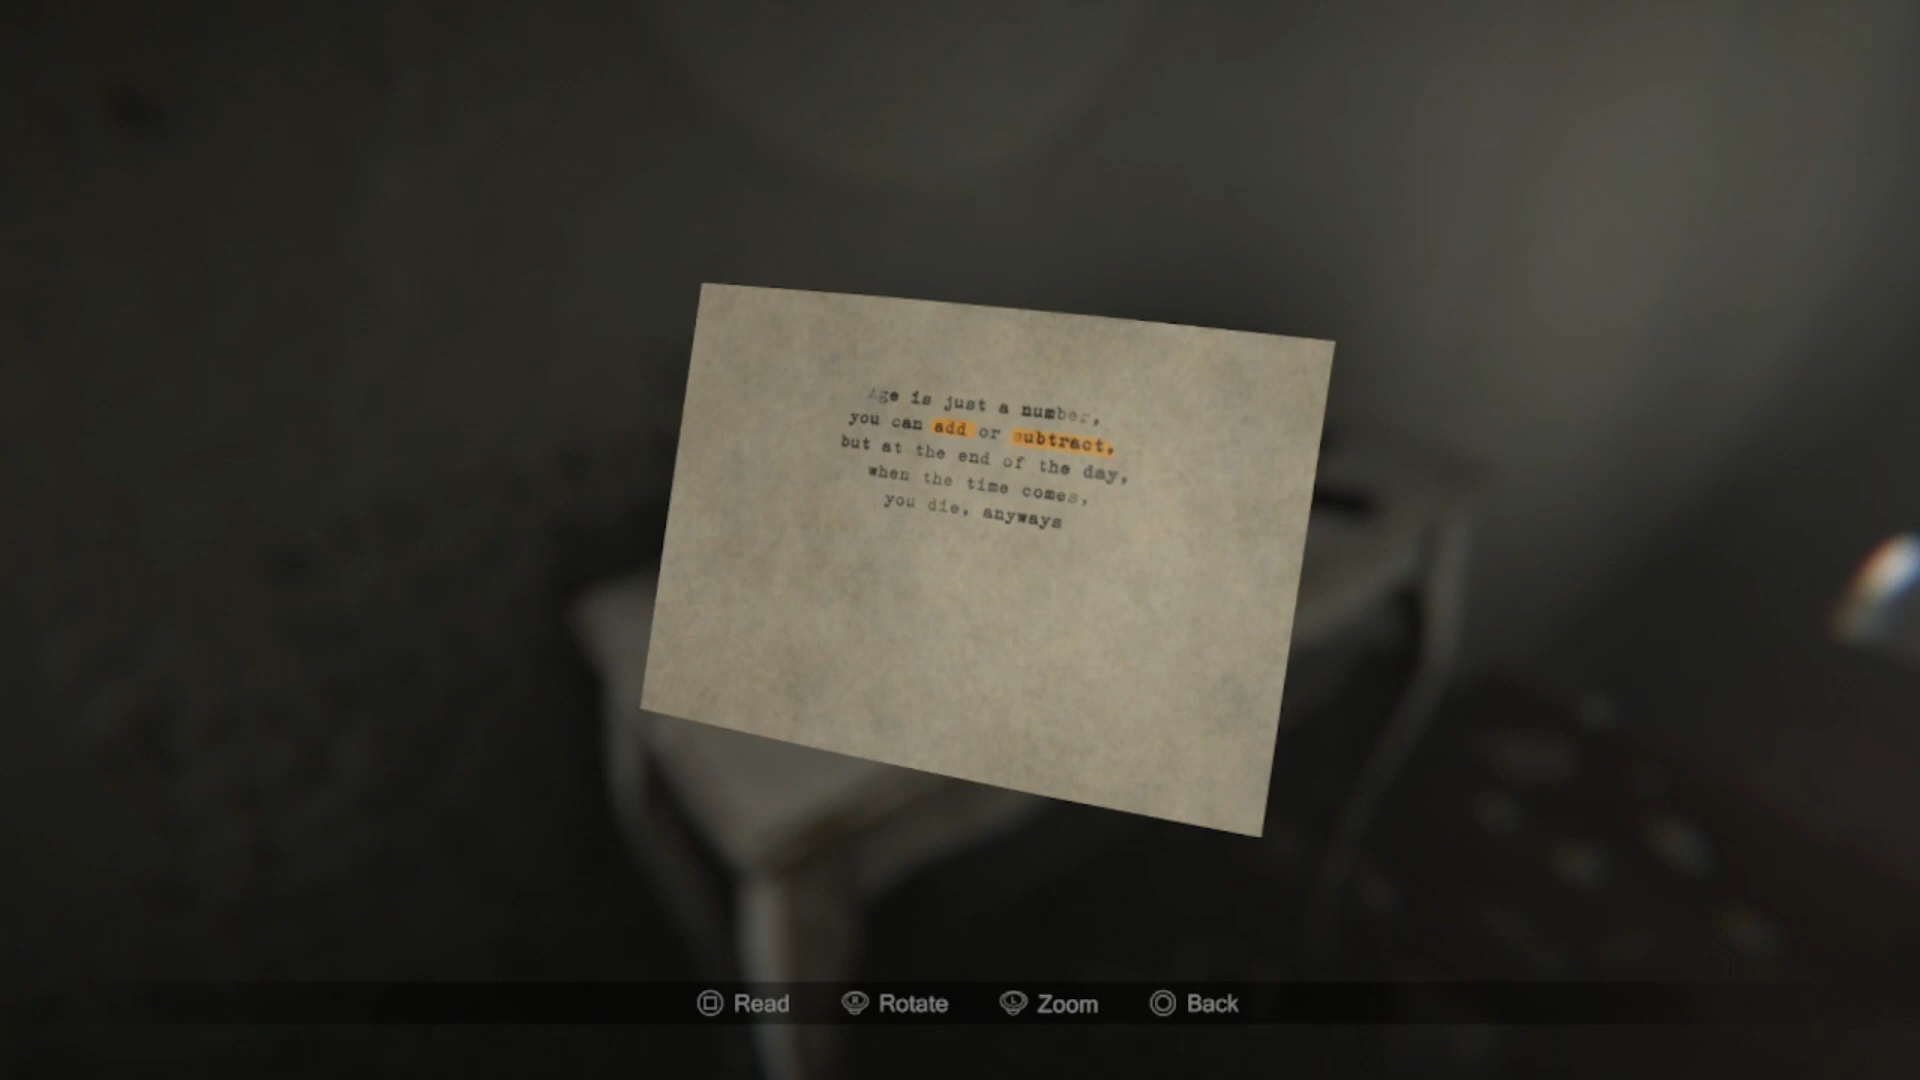 Age is just a number,
you can add or subtract,
but at the end of the day,
when the time comes,
you die, anyways
Read Rotate Zoom Back